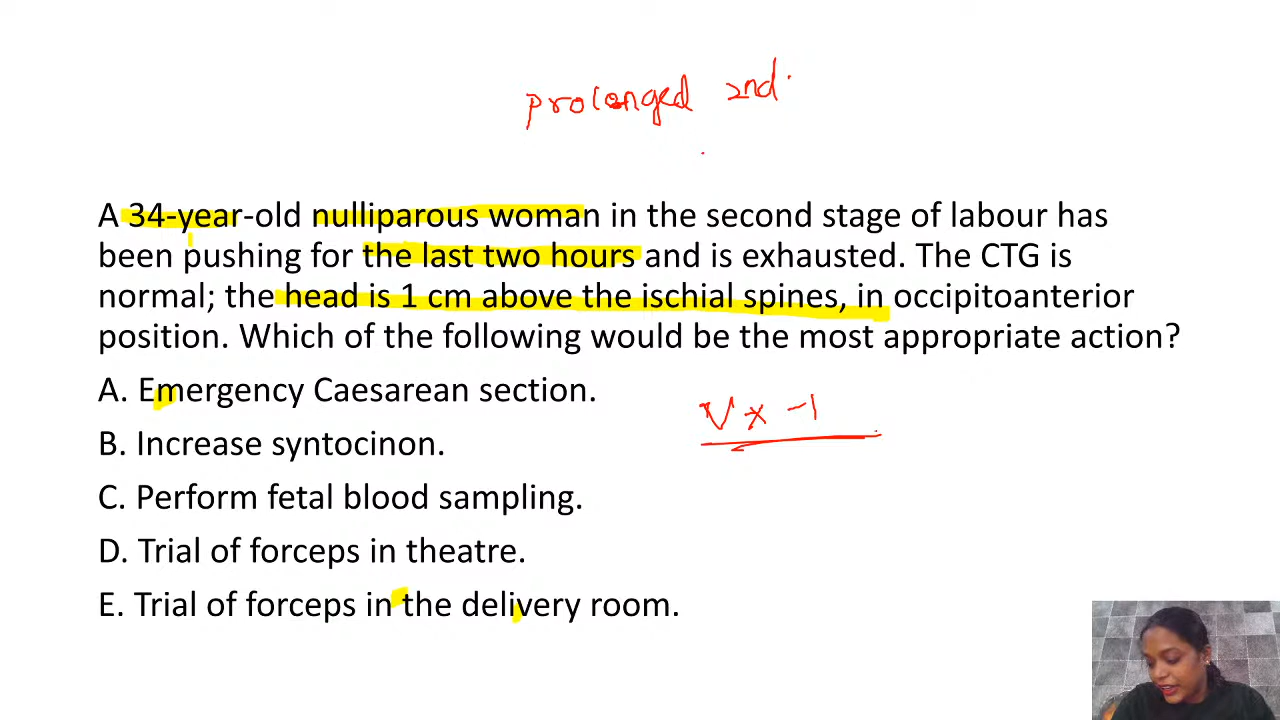 prolonged 2nd
A 34-year-old nulliparous woman in the second stage of labour has
been pushing for the last two hours and is exhausted. The CTG is
normal; the head is 1 cm above the ischial spines, in occipitoanterior
position. Which of the following would be the most appropriate action?
A. Emergency Caesarean section.
Vx -1
B. Increase syntocinon.
C. Perform fetal blood sampling.
D. Trial of forceps in theatre.
E. Trial of forceps in the delivery room.